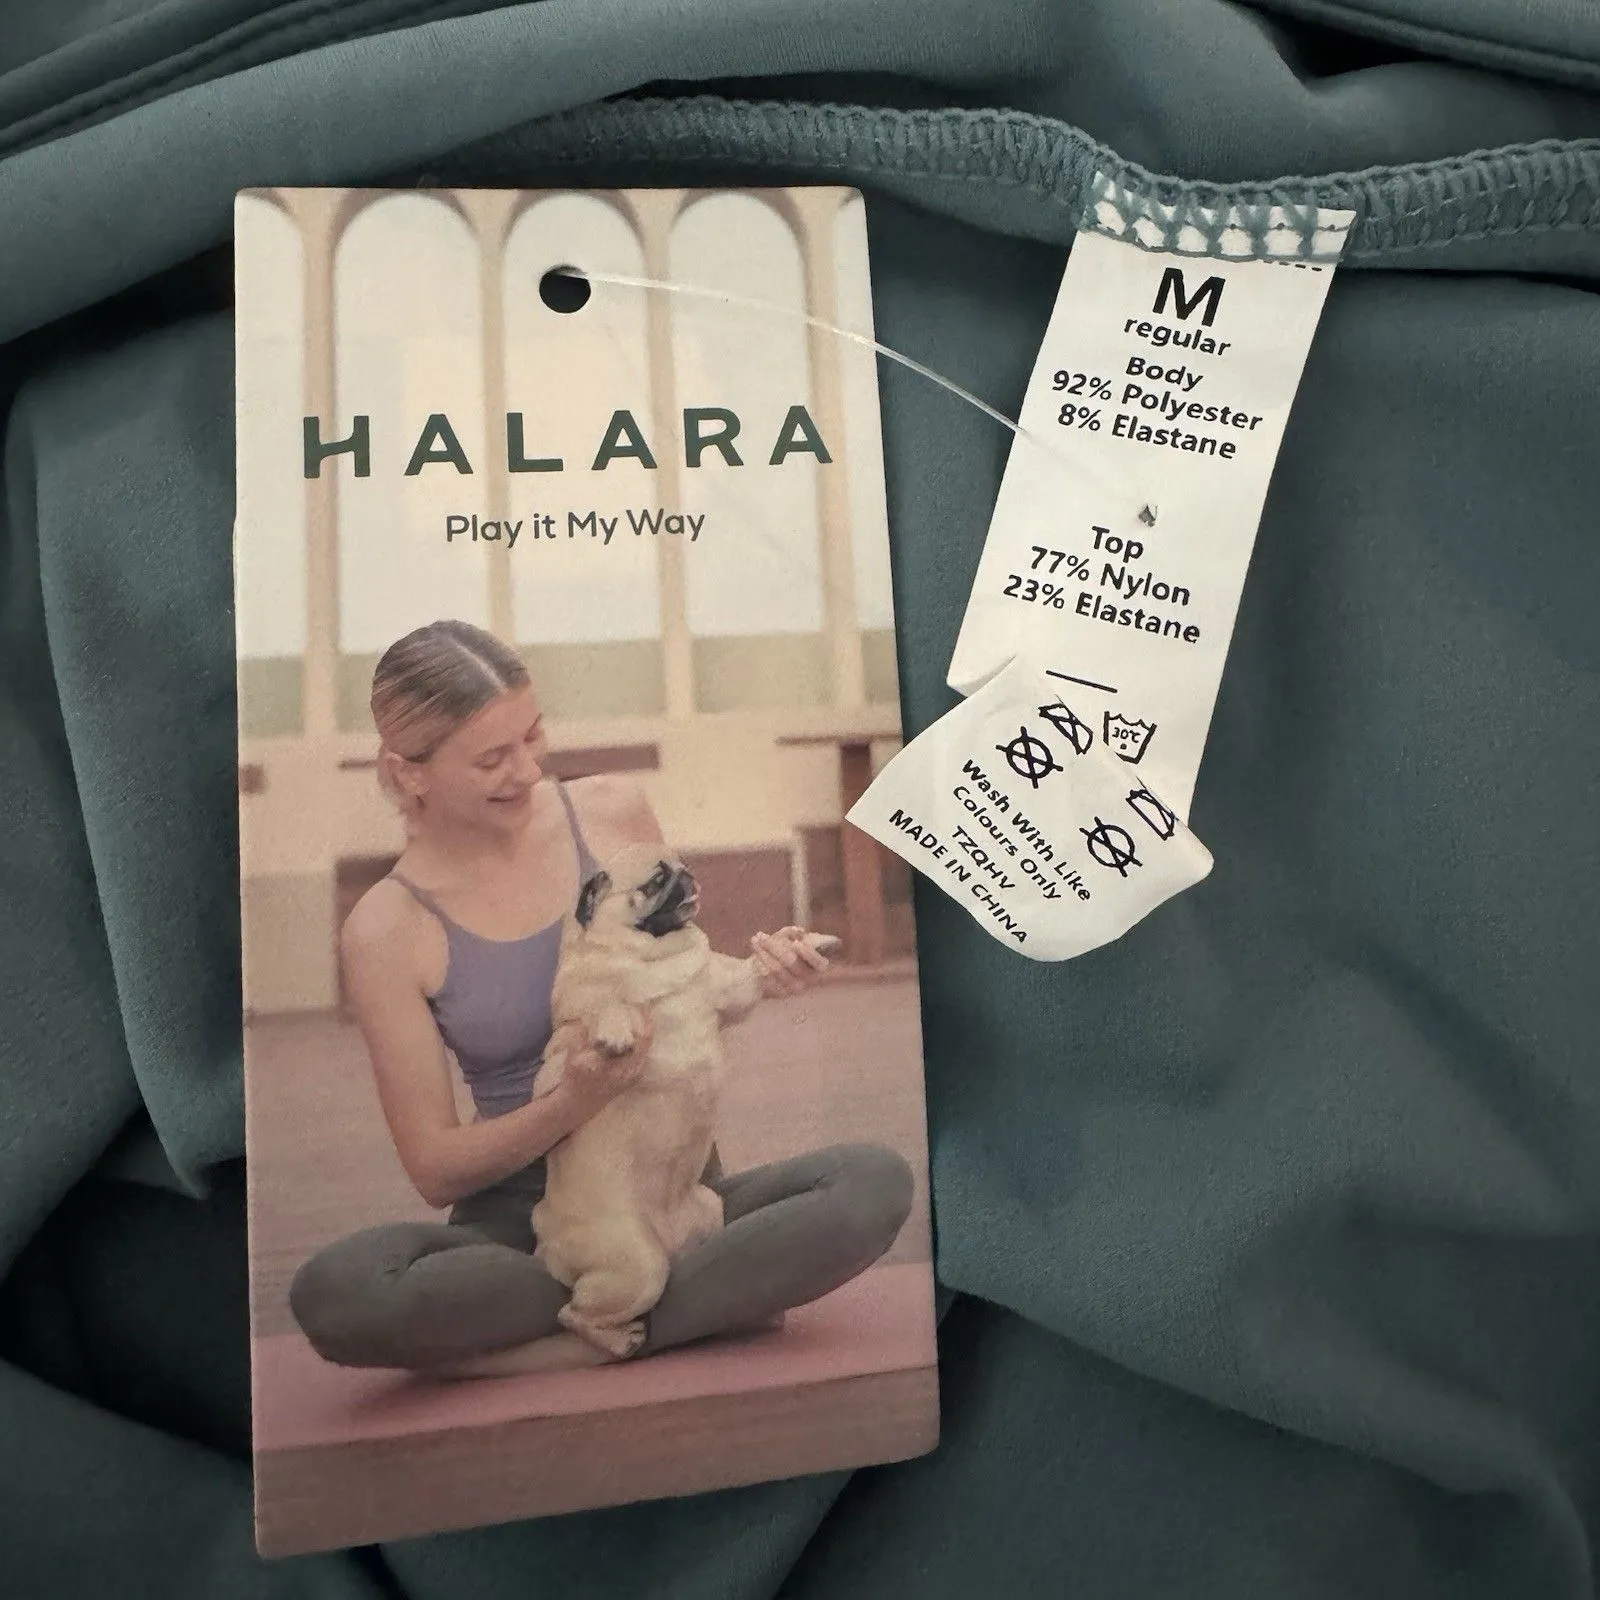 HALARA
Play it My Way
M
regular
Body
92% Polyester
8% Elastane
Top
77% Nylon
23% Elastane
30℃
Wash With Like
Colours Only
TZQHV
MADE IN CHINA